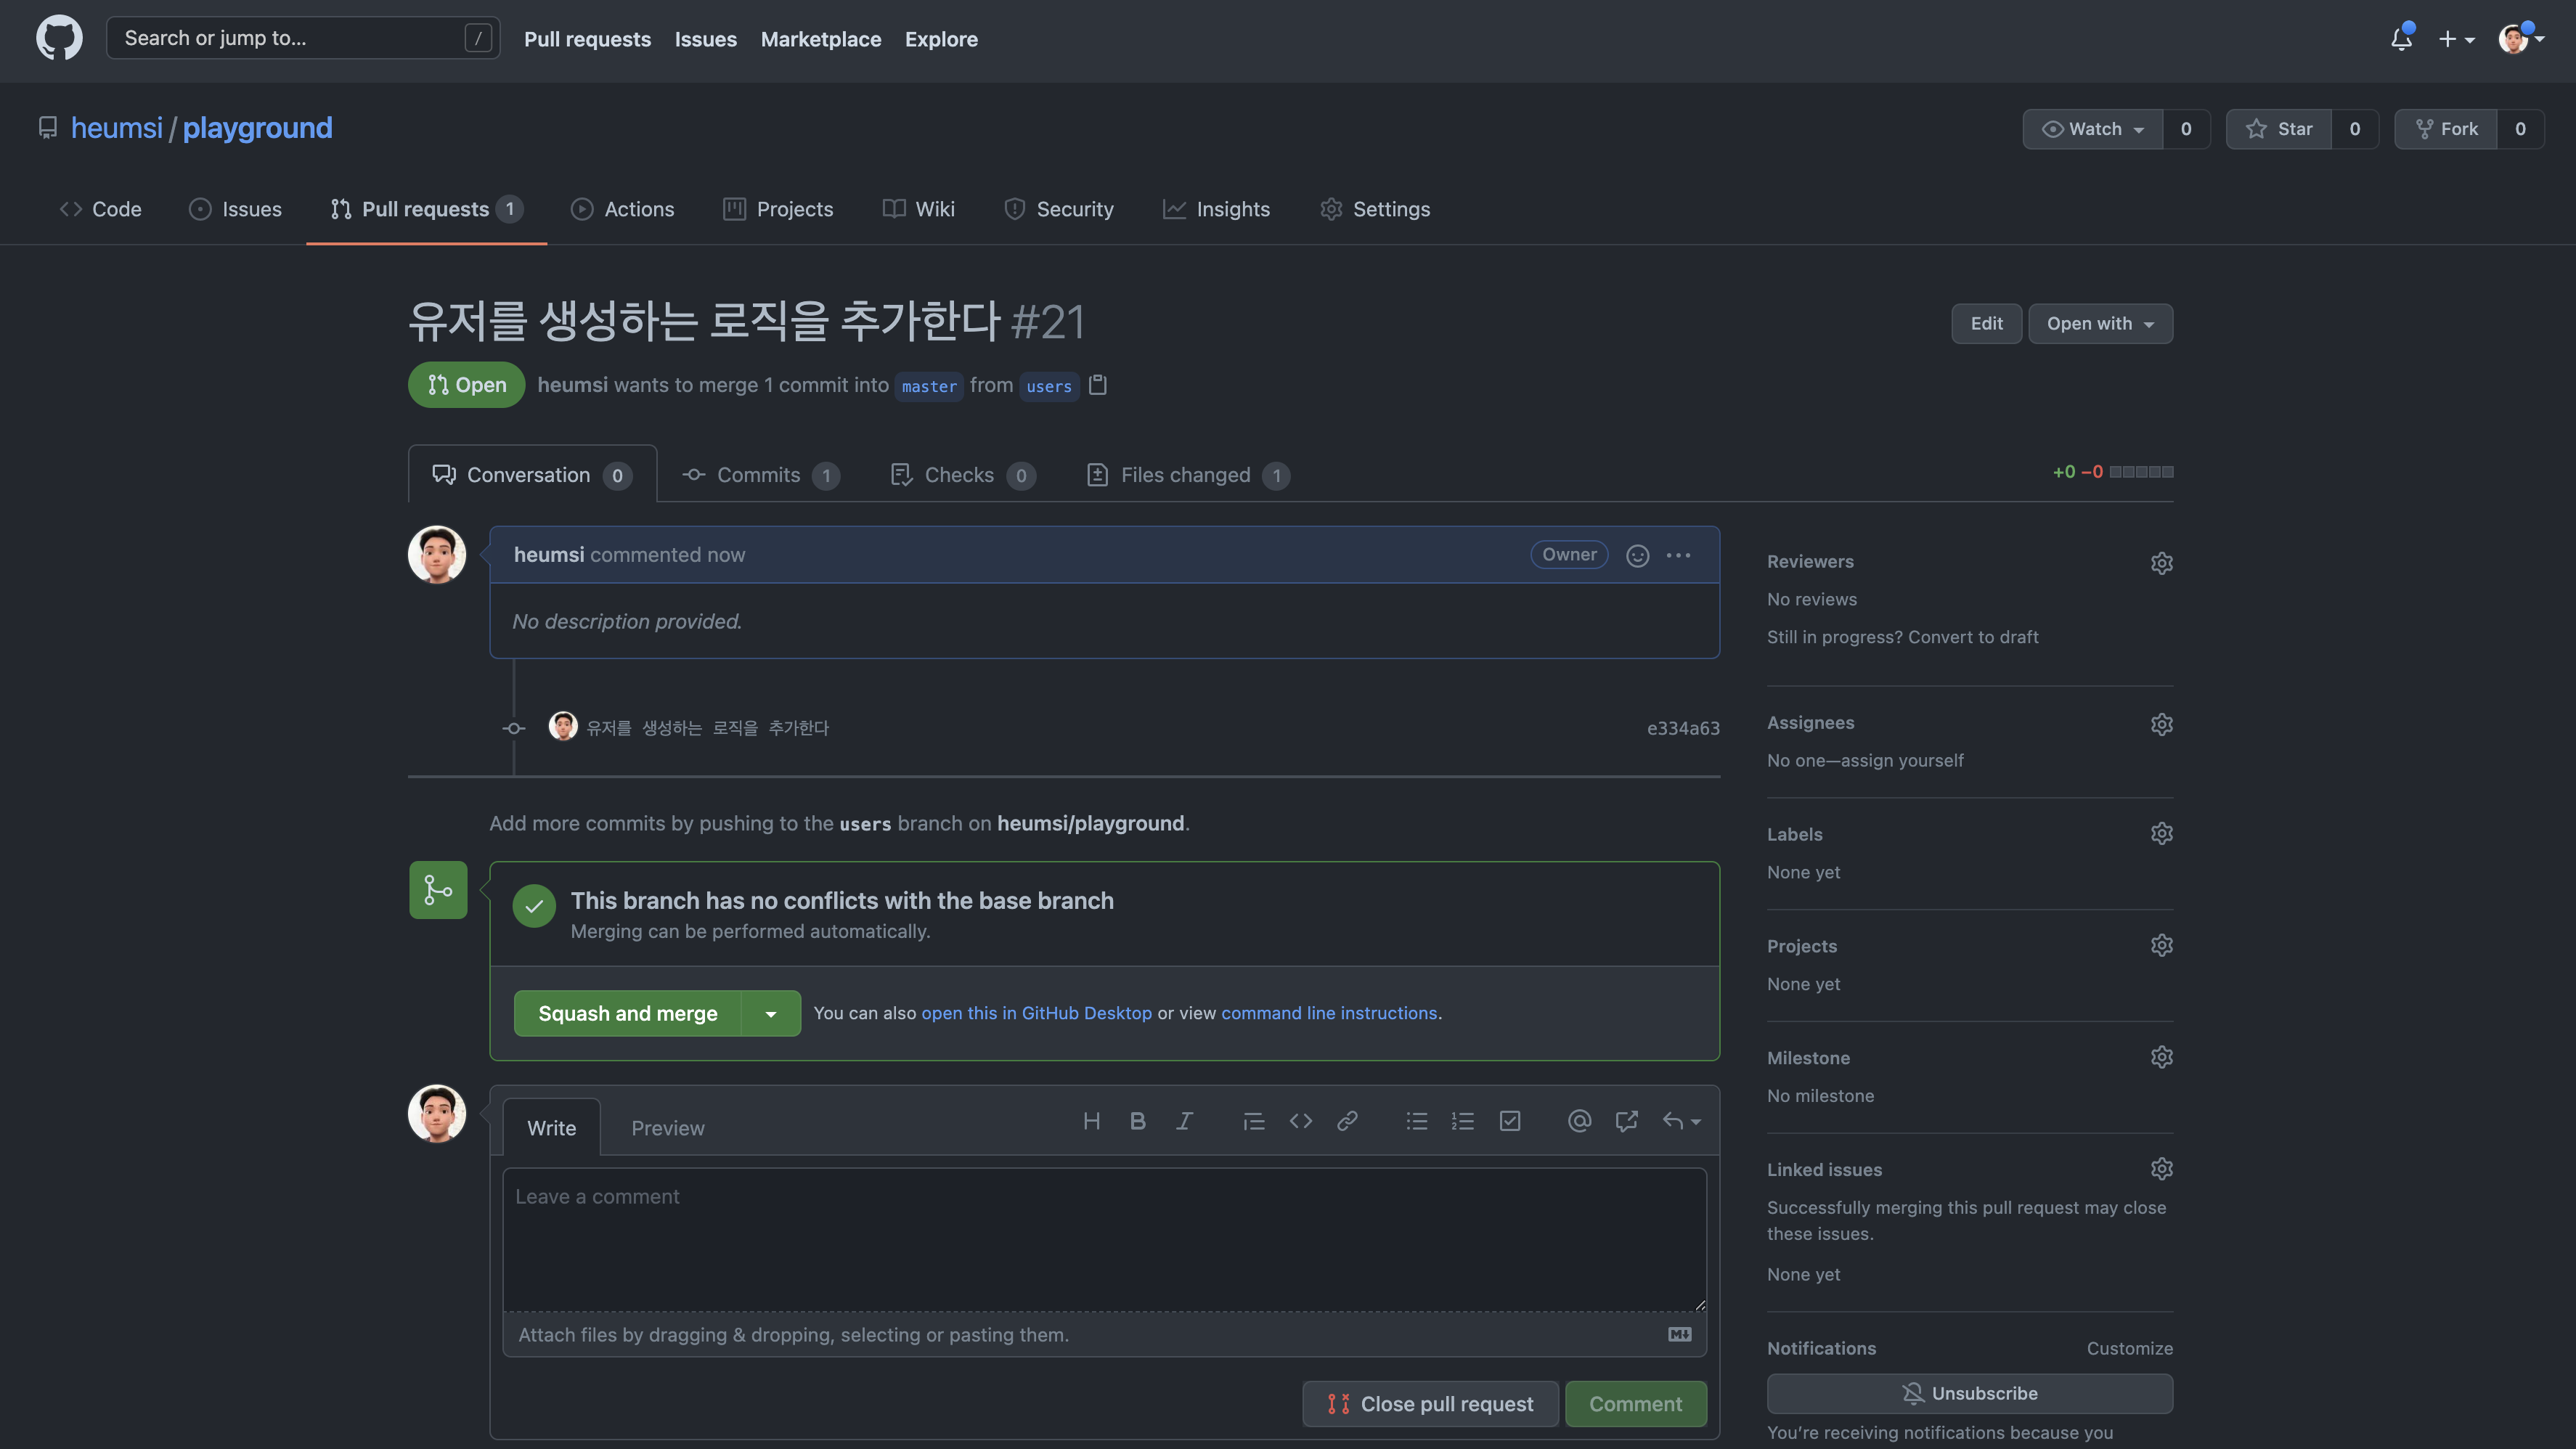 Search or jump to... /
Pull requests Issues Marketplace Explore
heumsi / playground
Watch 0 Star 0 Fork 0
Code Issues Pull requests 1 Actions Projects Wiki Security Insights Settings
유저를 생성하는 로직을 추가한다 #21
Edit Open with
Open heumsi wants to merge 1 commit into master from users
Conversation 0 Commits 1 Checks 0 Files changed 1
+0 −0
heumsi commented now
Owner
No description provided.
유저를 생성하는 로직을 추가한다 e334a63
Add more commits by pushing to the users branch on heumsi/playground.
This branch has no conflicts with the base branch
Merging can be performed automatically.
Squash and merge
You can also open this in GitHub Desktop or view command line instructions.
Write Preview
Leave a comment
Attach files by dragging & dropping, selecting or pasting them.
Close pull request Comment
Reviewers
No reviews
Still in progress? Convert to draft
Assignees
No one—assign yourself
Labels
None yet
Projects
None yet
Milestone
No milestone
Linked issues
Successfully merging this pull request may close
these issues.
None yet
Notifications Customize
Unsubscribe
You're receiving notifications because you